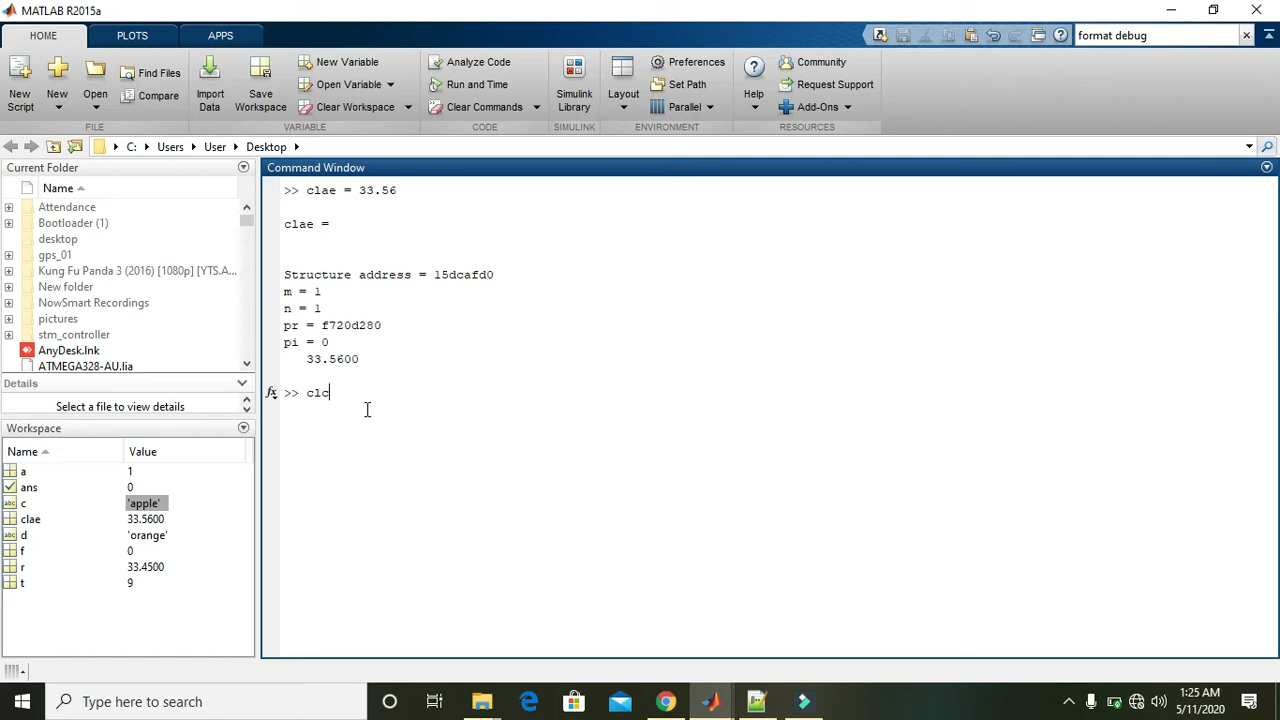 MATLAB R2015a
HOME
PLOTS
APPS
format debug
New Script
New
Open
Find Files
Compare
FILE
Import Data
Save Workspace
New Variable
Open Variable
Clear Workspace
VARIABLE
Analyze Code
Run and Time
Clear Commands
CODE
Simulink Library
SIMULINK
Layout
Preferences
Set Path
Parallel
ENVIRONMENT
Help
Community
Request Support
Add-Ons
RESOURCES
C: Users User Desktop
Current Folder
Name
Attendance
Bootloader (1)
desktop
gps_01
Kung Fu Panda 3 (2016) [1080p] [YTS.A...
New folder
NowSmart Recordings
pictures
stm_controller
AnyDesk.lnk
ATMEGA328-AU.lia
Details
Select a file to view details
Workspace
Name Value
a 1
ans 0
c 'apple'
clae 33.5600
d 'orange'
f 0
r 33.4500
t 9
Command Window
>> clae = 33.56
clae =
Structure address = 15dcafd0
m = 1
n = 1
pr = f720d280
pi = 0
33.5600
fx >> clc
Type here to search
1:25 AM
5/11/2020